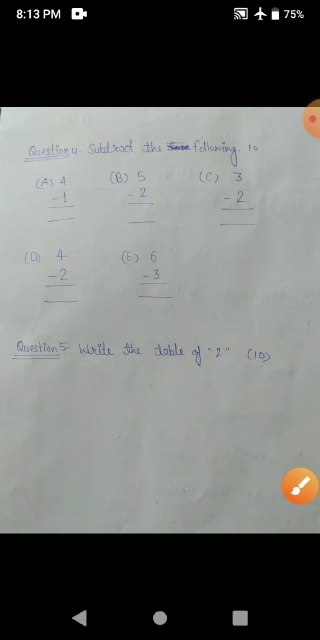 8:13 PM 75%
Question 4- Subtract the following. 10
(A) 4 (B) 5 (C) 3
-1 -2 -2
(D) 4 (E) 6
-2 -3
Question 5- Write the table of "2" (10)